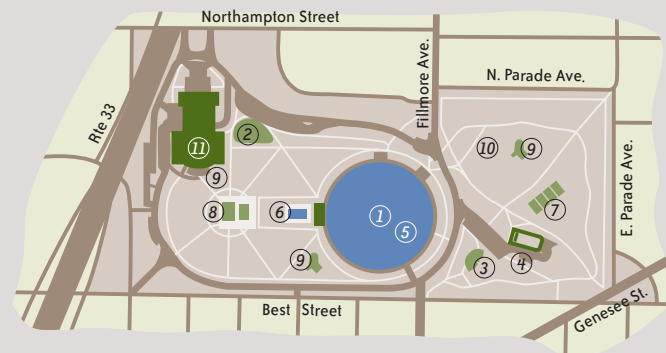 Northampton Street
Fillmore Ave.
N. Parade Ave.
Rte 33
E. Parade Ave.
2
11
10
9
9
8
6
1
5
7
9
3
4
Best Street
Genesee St.